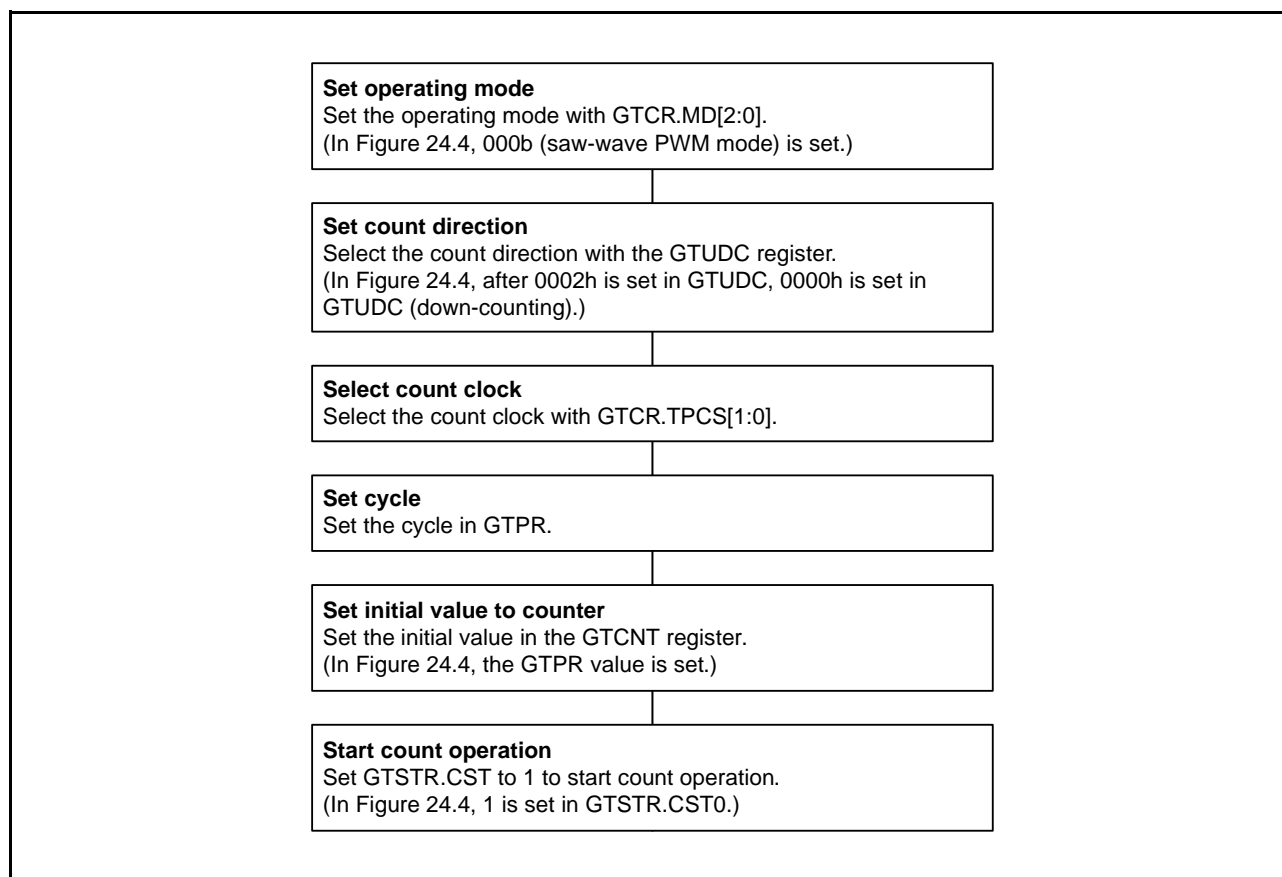 Set operating mode
Set the operating mode with GTCR.MD[2:0].
(In Figure 24.4, 000b (saw-wave PWM mode) is set.)
Set count direction
Select the count direction with the GTUDC register.
(In Figure 24.4, after 0002h is set in GTUDC, 0000h is set in
GTUDC (down-counting).)
Select count clock
Select the count clock with GTCR.TPCS[1:0].
Set cycle
Set the cycle in GTPR.
Set initial value to counter
Set the initial value in the GTCNT register.
(In Figure 24.4, the GTPR value is set.)
Start count operation
Set GTSTR.CST to 1 to start count operation.
(In Figure 24.4, 1 is set in GTSTR.CST0.)